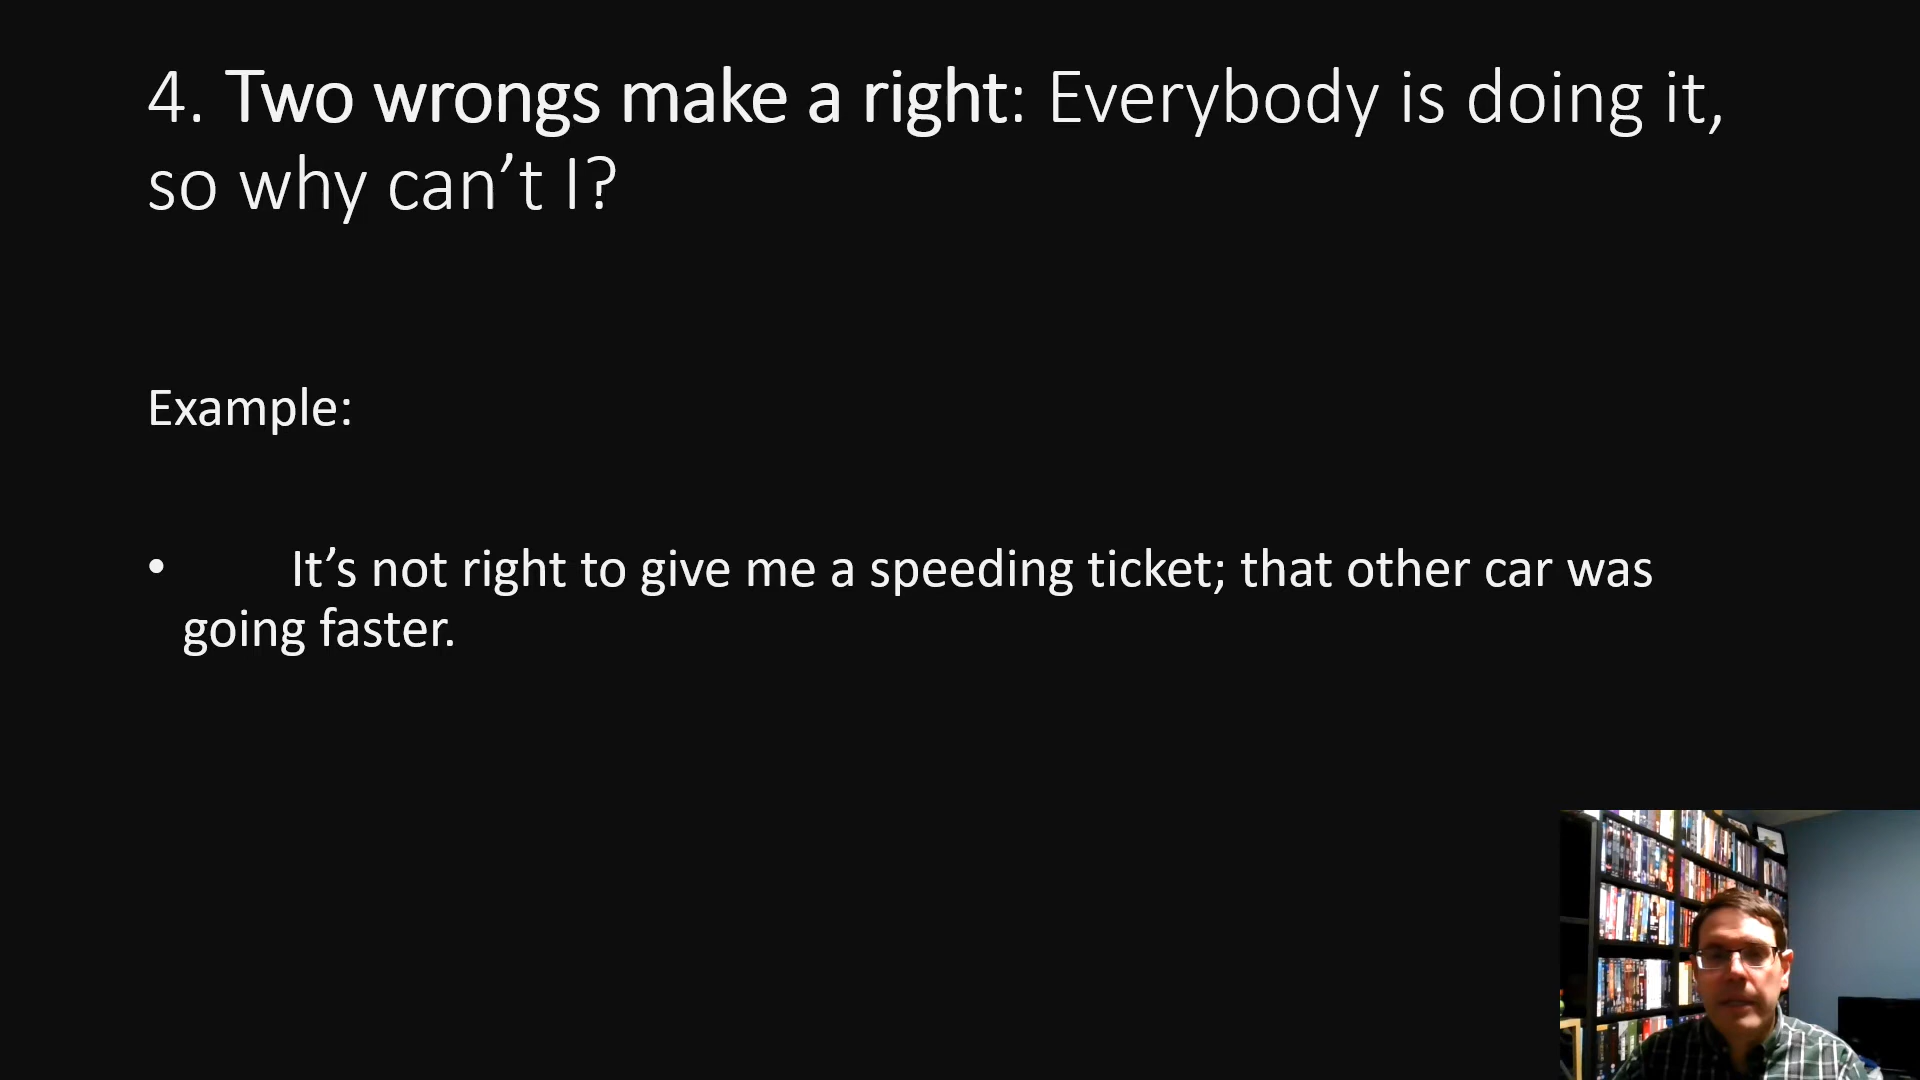 4. Two wrongs make a right: Everybody is doing it,
so why can’t I?
Example:
• It’s not right to give me a speeding ticket; that other car was
going faster.